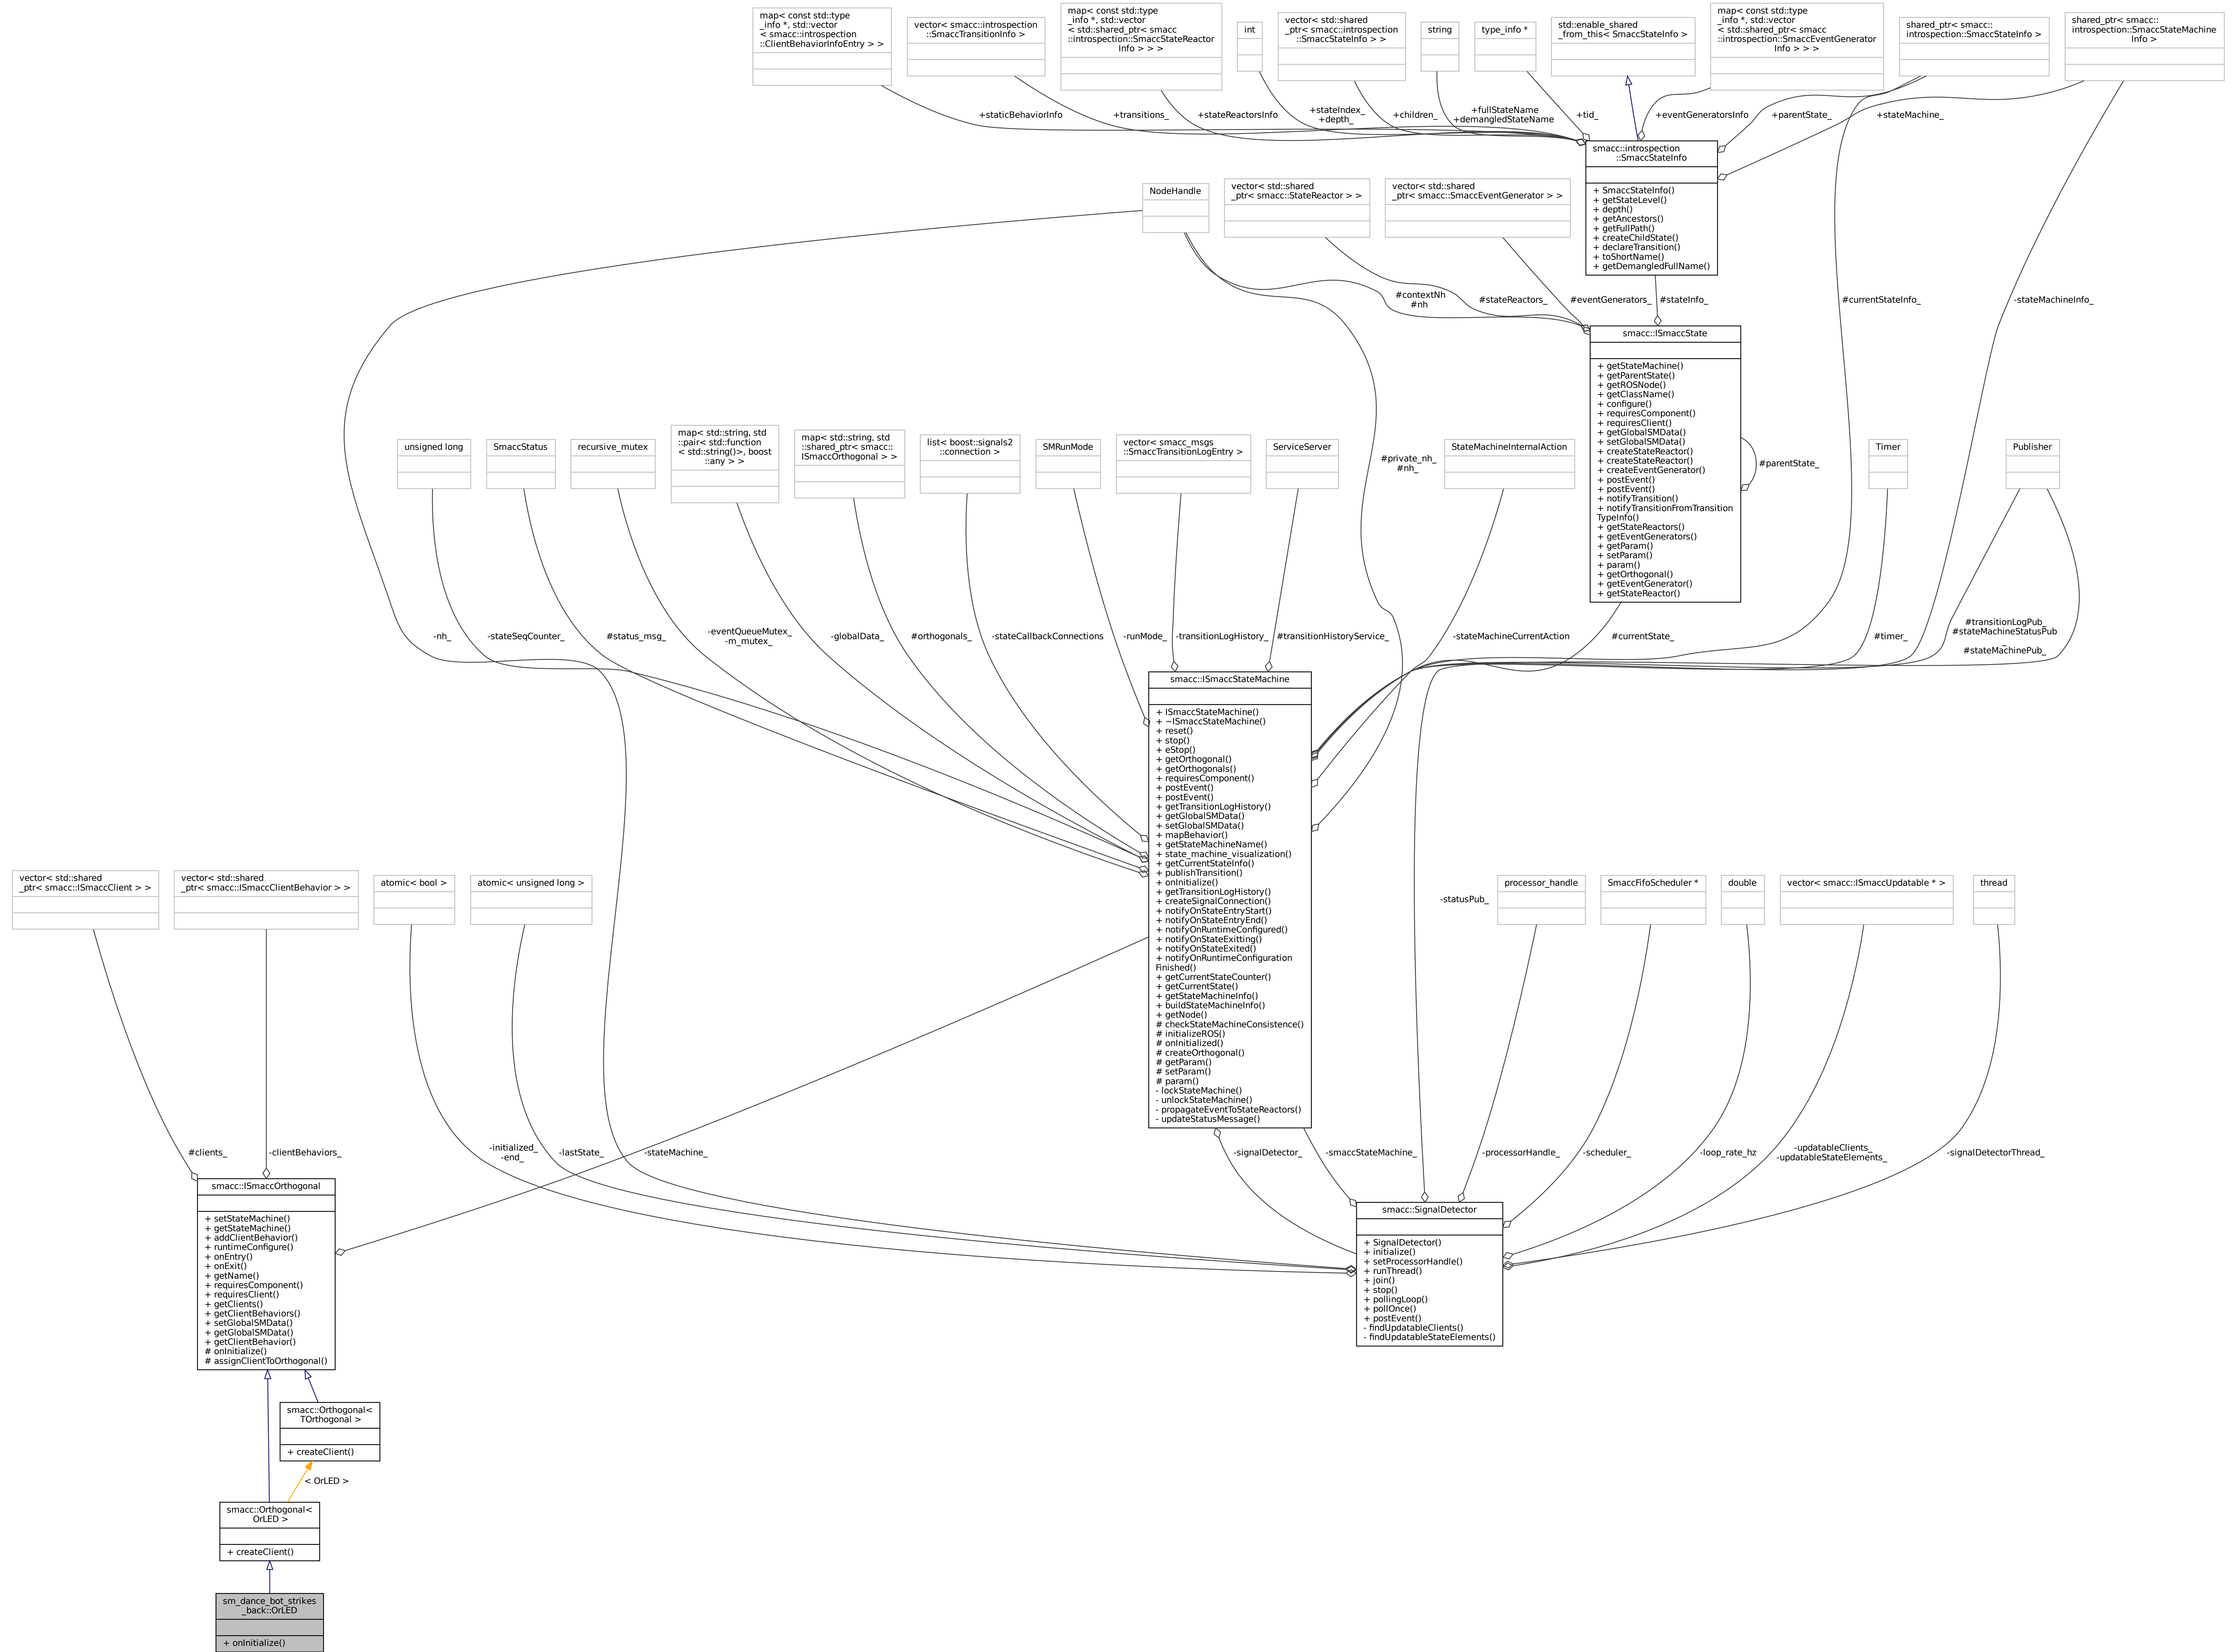 map< const std::type
_info *, std::vector
< smacc::introspection
::ClientBehaviorInfoEntry > >
vector< smacc::introspection
::SmaccTransitionInfo >
map< const std::type
_info *, std::vector
< std::shared_ptr< smacc
::introspection::SmaccStateReactor
Info > > >
int
vector< std::shared
_ptr< smacc::introspection
::SmaccStateInfo > >
string
type_info *
std::enable_shared
_from_this< SmaccStateInfo >
map< const std::type
_info *, std::vector
< std::shared_ptr< smacc
::introspection::SmaccEventGenerator
Info > > >
shared_ptr< smacc::
introspection::SmaccStateInfo >
shared_ptr< smacc::
introspection::SmaccStateMachine
Info >
+staticBehaviorInfo
+transitions_
+stateReactorsInfo
+stateIndex_
+depth_
+children_
+fullStateName
+demangledStateName
+tid_
+eventGeneratorsInfo
+parentState_
+stateMachine_
smacc::introspection
::SmaccStateInfo
+ SmaccStateInfo()
+ getStateLevel()
+ depth()
+ getAncestors()
+ getFullPath()
+ createChildState()
+ declareTransition()
+ toShortName()
+ getDemangledFullName()
NodeHandle
vector< std::shared
_ptr< smacc::StateReactor > >
vector< std::shared
_ptr< smacc::SmaccEventGenerator > >
#contextNh
#nh
#stateReactors_
#eventGenerators_
#stateInfo_
#currentStateInfo_
-stateMachineInfo_
smacc::ISmaccState
+ getStateMachine()
+ getParentState()
+ getROSNode()
+ getClassName()
+ configure()
+ requiresComponent()
+ requiresClient()
+ getGlobalSMData()
+ setGlobalSMData()
+ createStateReactor()
+ createStateReactor()
+ createEventGenerator()
+ postEvent()
+ postEvent()
+ notifyTransition()
+ notifyTransitionFromTransition
TypeInfo()
+ getStateReactors()
+ getEventGenerators()
+ getParam()
+ setParam()
+ param()
+ getOrthogonal()
+ getEventGenerator()
+ getStateReactor()
#parentState_
unsigned long
SmaccStatus
recursive_mutex
map< std::string, std
::pair< std::function
< std::string()>, boost
::any > >
map< std::string, std
::shared_ptr< smacc::
ISmaccOrthogonal > >
list< boost::signals2
::connection >
SMRunMode
vector< smacc_msgs
::SmaccTransitionLogEntry >
ServiceServer
#private_nh_
#nh_
StateMachineInternalAction
Timer
Publisher
-nh_
-stateSeqCounter_
#status_msg_
-eventQueueMutex_
-m_mutex_
-globalData_
#orthogonals_
-stateCallbackConnections
-runMode_
-transitionLogHistory_
#transitionHistoryService_
-stateMachineCurrentAction
#currentState_
#timer_
#transitionLogPub_
#stateMachineStatusPub
_
#stateMachinePub_
smacc::ISmaccStateMachine
+ ISmaccStateMachine()
+ ~ISmaccStateMachine()
+ reset()
+ stop()
+ eStop()
+ getOrthogonal()
+ getOrthogonals()
+ requiresComponent()
+ postEvent()
+ postEvent()
+ getTransitionLogHistory()
+ getGlobalSMData()
+ setGlobalSMData()
+ mapBehavior()
+ getStateMachineName()
+ state_machine_visualization()
+ getCurrentStateInfo()
+ publishTransition()
+ onInitialize()
+ getTransitionLogHistory()
+ createSignalConnection()
+ notifyOnStateEntryStart()
+ notifyOnStateEntryEnd()
+ notifyOnRuntimeConfigured()
+ notifyOnStateExitting()
+ notifyOnStateExited()
+ notifyOnRuntimeConfiguration
Finished()
+ getCurrentStateCounter()
+ getCurrentState()
+ getStateMachineInfo()
+ buildStateMachineInfo()
+ getNode()
# checkStateMachineConsistence()
# initializeROS()
# onInitialized()
# createOrthogonal()
# getParam()
# setParam()
# param()
- lockStateMachine()
- unlockStateMachine()
- propagateEventToStateReactors()
- updateStatusMessage()
vector< std::shared
_ptr< smacc::ISmaccClient > >
vector< std::shared
_ptr< smacc::ISmaccClientBehavior > >
atomic< bool >
atomic< unsigned long >
-statusPub_
processor_handle
SmaccFifoScheduler *
double
vector< smacc::ISmaccUpdatable * >
thread
#clients_
-clientBehaviors_
-initialized_
-end_
-lastState_
-stateMachine_
-signalDetector_
-smaccStateMachine_
-processorHandle_
-scheduler_
-loop_rate_hz
-updatableClients_
-updatableStateElements_
-signalDetectorThread_
smacc::ISmaccOrthogonal
+ setStateMachine()
+ getStateMachine()
+ addClientBehavior()
+ runtimeConfigure()
+ onEntry()
+ onExit()
+ getName()
+ requiresComponent()
+ requiresClient()
+ getClients()
+ getClientBehaviors()
+ setGlobalSMData()
+ getGlobalSMData()
+ getClientBehavior()
# onInitialize()
# assignClientToOrthogonal()
smacc::SignalDetector
+ SignalDetector()
+ initialize()
+ setProcessorHandle()
+ runThread()
+ join()
+ stop()
+ pollingLoop()
+ pollOnce()
+ postEvent()
- findUpdatableClients()
- findUpdatableStateElements()
smacc::Orthogonal<
TOrthogonal >
+ createClient()
< OrLED >
smacc::Orthogonal<
OrLED >
+ createClient()
sm_dance_bot_strikes
_back::OrLED
+ onInitialize()